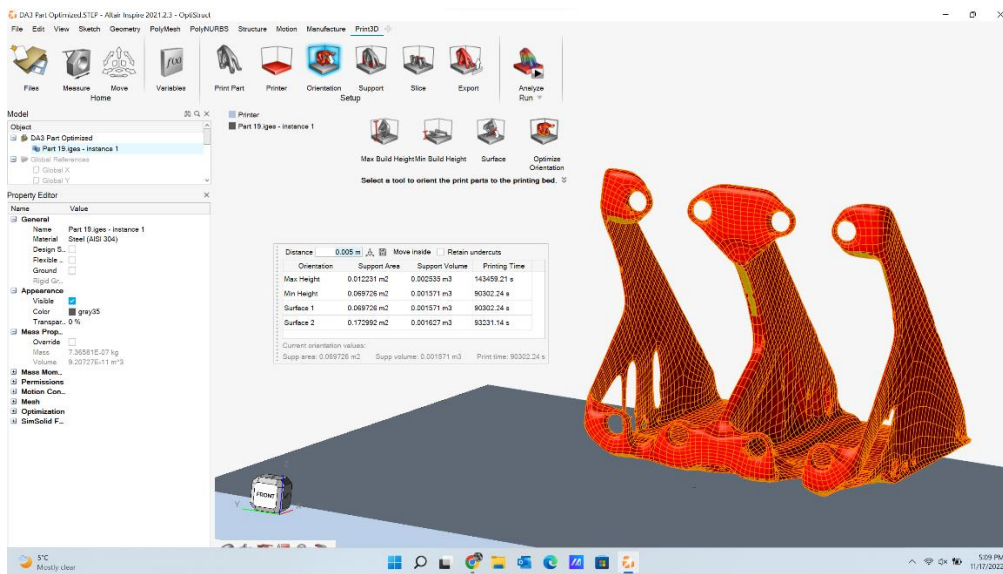 DA3 Part Optimized.STEP - Altair Inspire 2021.2.3 - OptiStruct
File Edit View Sketch Geometry PolyMesh PolyNURBS Structure Motion Manufacture Print3D
Files Measure Move Variables Print Part Printer Orientation Support Slice Export Analyze
Home Setup Run
Model
Object
DA3 Part Optimized
Part 19.iges - instance 1
Global References
Global X
Global Y
Printer
Part 19.iges - instance 1
Max Build Height Min Build Height Surface Optimize Orientation
Select a tool to orient the print parts to the printing bed.
Property Editor
Name Value
General
Name Part 19.iges - instance 1
Material Steel (AISI 304)
Design S...
Flexible ...
Ground
Rigid Gr...
Appearance
Visible
Color gray35
Transpar... 0 %
Mass Prop...
Override
Mass 7.36581E-07 kg
Volume 9.20727E-11 m^3
Mass Mom...
Permissions
Motion Con...
Mesh
Optimization
SimSolid F...
Distance 0.005 m Move inside Retain undercuts
Orientation Support Area Support Volume Printing Time
Max Height 0.012231 m2 0.002535 m3 143459.21 s
Min Height 0.069726 m2 0.001571 m3 90302.24 s
Surface 1 0.069726 m2 0.001571 m3 90302.24 s
Surface 2 0.172992 m2 0.001627 m3 93231.14 s
Current orientation values:
Supp area: 0.069726 m2 Supp volume: 0.001571 m3 Print time: 90302.24 s
Z
FRONT
Y
5°C
Mostly clear
5:09 PM